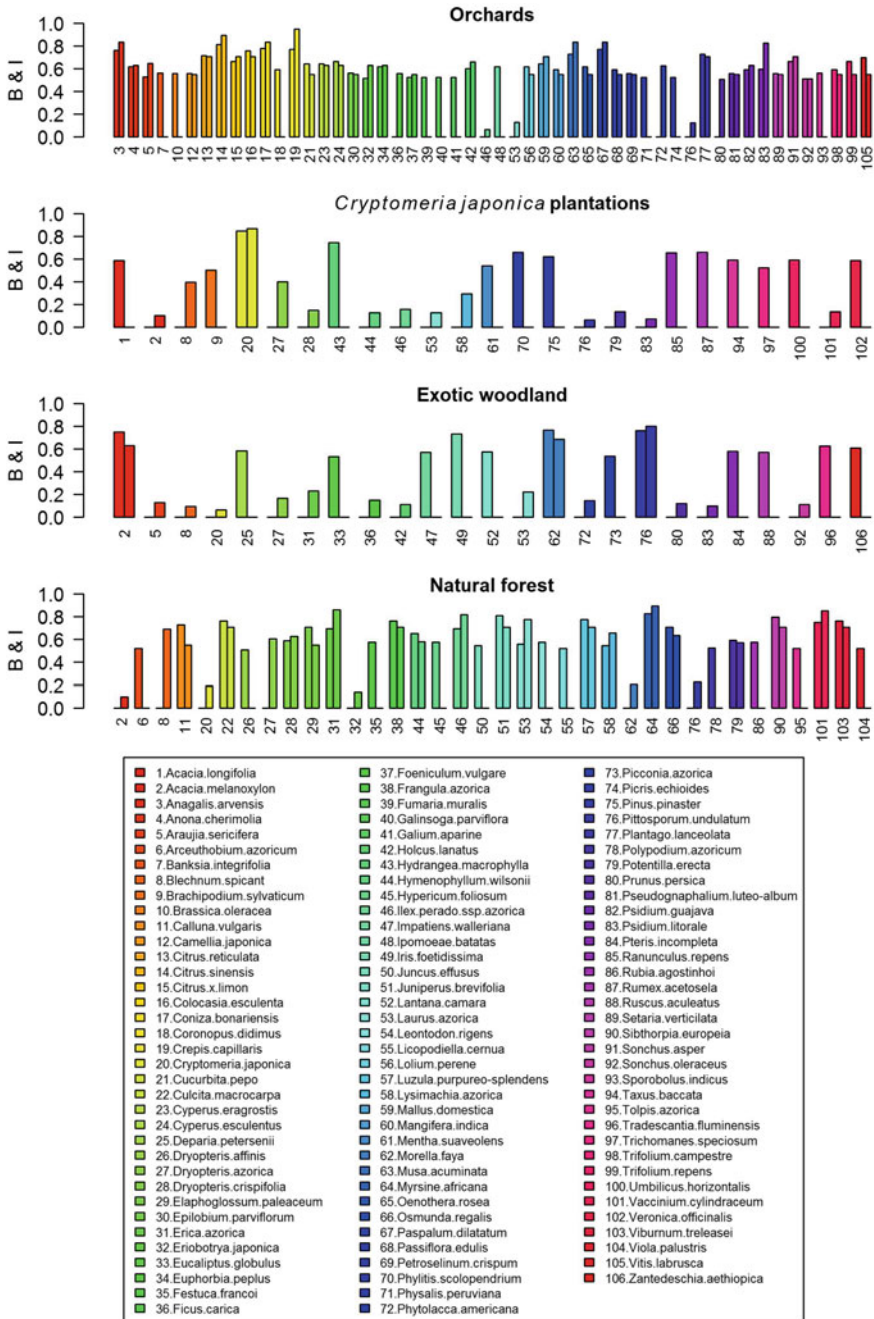 Orchards
B & I
1.0
0.8
0.6
0.4
0.2
0.0
3 4 5 7 10 12 13 14 15 16 17 18 19 21 23 24 30 32 34 36 37 39 40 41 42 46 48 53 56 59 60 63 65 67 68 69 71 72 74 76 77 80 81 82 83 89 91 92 93 98 99 105
Cryptomeria japonica plantations
B & I
1.0
0.8
0.6
0.4
0.2
0.0
1 2 8 9 20 27 28 43 44 46 53 58 61 70 75 76 79 83 85 87 94 97 100 101 102
Exotic woodland
B & I
1.0
0.8
0.6
0.4
0.2
0.0
2 5 8 20 25 27 31 33 36 42 47 49 52 53 62 72 73 76 80 83 84 88 92 96 106
Natural forest
B & I
1.0
0.8
0.6
0.4
0.2
0.0
2 6 8 11 20 22 26 27 28 29 31 32 35 38 44 45 46 50 51 53 54 55 57 58 62 64 66 76 78 79 86 90 95 101 103 104
1.Acacia.longifolia
2.Acacia.melanoxylon
3.Anagalis.arvensis
4.Anona.cherimolia
5.Araujia.sericifera
6.Arceuthobium.azoricum
7.Banksia.integrifolia
8.Blechnum.spicant
9.Brachipodium.sylvaticum
10.Brassica.oleracea
11.Calluna.vulgaris
12.Camellia.japonica
13.Citrus.reticulata
14.Citrus.sinensis
15.Citrus.x.limon
16.Colocasia.esculenta
17.Coniza.bonariensis
18.Coronopus.didimus
19.Crepis.capillaris
20.Cryptomeria.japonica
21.Cucurbita.pepo
22.Culcita.macrocarpa
23.Cyperus.eragrostis
24.Cyperus.esculentus
25.Deparia.petersenii
26.Dryopteris.affinis
27.Dryopteris.azorica
28.Dryopteris.crispifolia
29.Elaphoglossum.paleaceum
30.Epilobium.parviflorum
31.Erica.azorica
32.Eriobotrya.japonica
33.Eucaliptus.globulus
34.Euphorbia.peplus
35.Festuca.francoi
36.Ficus.carica
37.Foeniculum.vulgare
38.Frangula.azorica
39.Fumaria.muralis
40.Galinsoga.parviflora
41.Galium.aparine
42.Holcus.lanatus
43.Hydrangea.macrophylla
44.Hymenophyllum.wilsonii
45.Hypericum.foliosum
46.Ilex.perado.ssp.azorica
47.Impatiens.walleriana
48.Ipomoeae.batatas
49.Iris.foetidissima
50.Juncus.effusus
51.Juniperus.brevifolia
52.Lantana.camara
53.Laurus.azorica
54.Leontodon.rigens
55.Licopodiella.cernua
56.Lolium.perene
57.Luzula.purpureo-splendens
58.Lysimachia.azorica
59.Mallus.domestica
60.Mangifera.indica
61.Mentha.suaveolens
62.Morella.faya
63.Musa.acuminata
64.Myrsine.africana
65.Oenothera.rosea
66.Osmunda.regalis
67.Paspalum.dilatatum
68.Passiflora.edulis
69.Petroselinum.crispum
70.Phylitis.scolopendrium
71.Physalis.peruviana
72.Phytolacca.americana
73.Picconia.azorica
74.Picris.echioides
75.Pinus.pinaster
76.Pittosporum.undulatum
77.Plantago.lanceolata
78.Polypodium.azoricum
79.Potentilla.erecta
80.Prunus.persica
81.Pseudognaphalium.luteo-album
82.Psidium.guajava
83.Psidium.litorale
84.Pteris.incompleta
85.Ranunculus.repens
86.Rubia.agostinhoi
87.Rumex.acetosela
88.Ruscus.aculeatus
89.Setaria.verticilata
90.Sibthorpia.europeia
91.Sonchus.asper
92.Sonchus.oleraceus
93.Sporobolus.indicus
94.Taxus.baccata
95.Tolpis.azorica
96.Tradescantia.fluminensis
97.Trichomanes.speciosum
98.Trifolium.campestre
99.Trifolium.repens
100.Umbilicus.horizontalis
101.Vaccinium.cylindraceum
102.Veronica.officinalis
103.Viburnum.treleasei
104.Viola.palustris
105.Vitis.labrusca
106.Zantedeschia.aethiopica